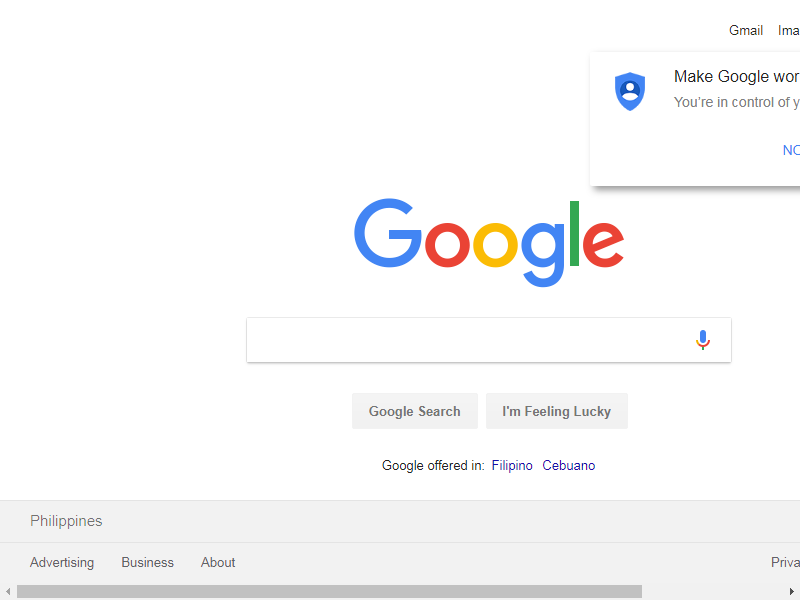 Gmail Ima
Make Google wor
You're in control of y
NO
Google
Google Search I'm Feeling Lucky
Google offered in: Filipino Cebuano
Philippines
Advertising Business About Priva